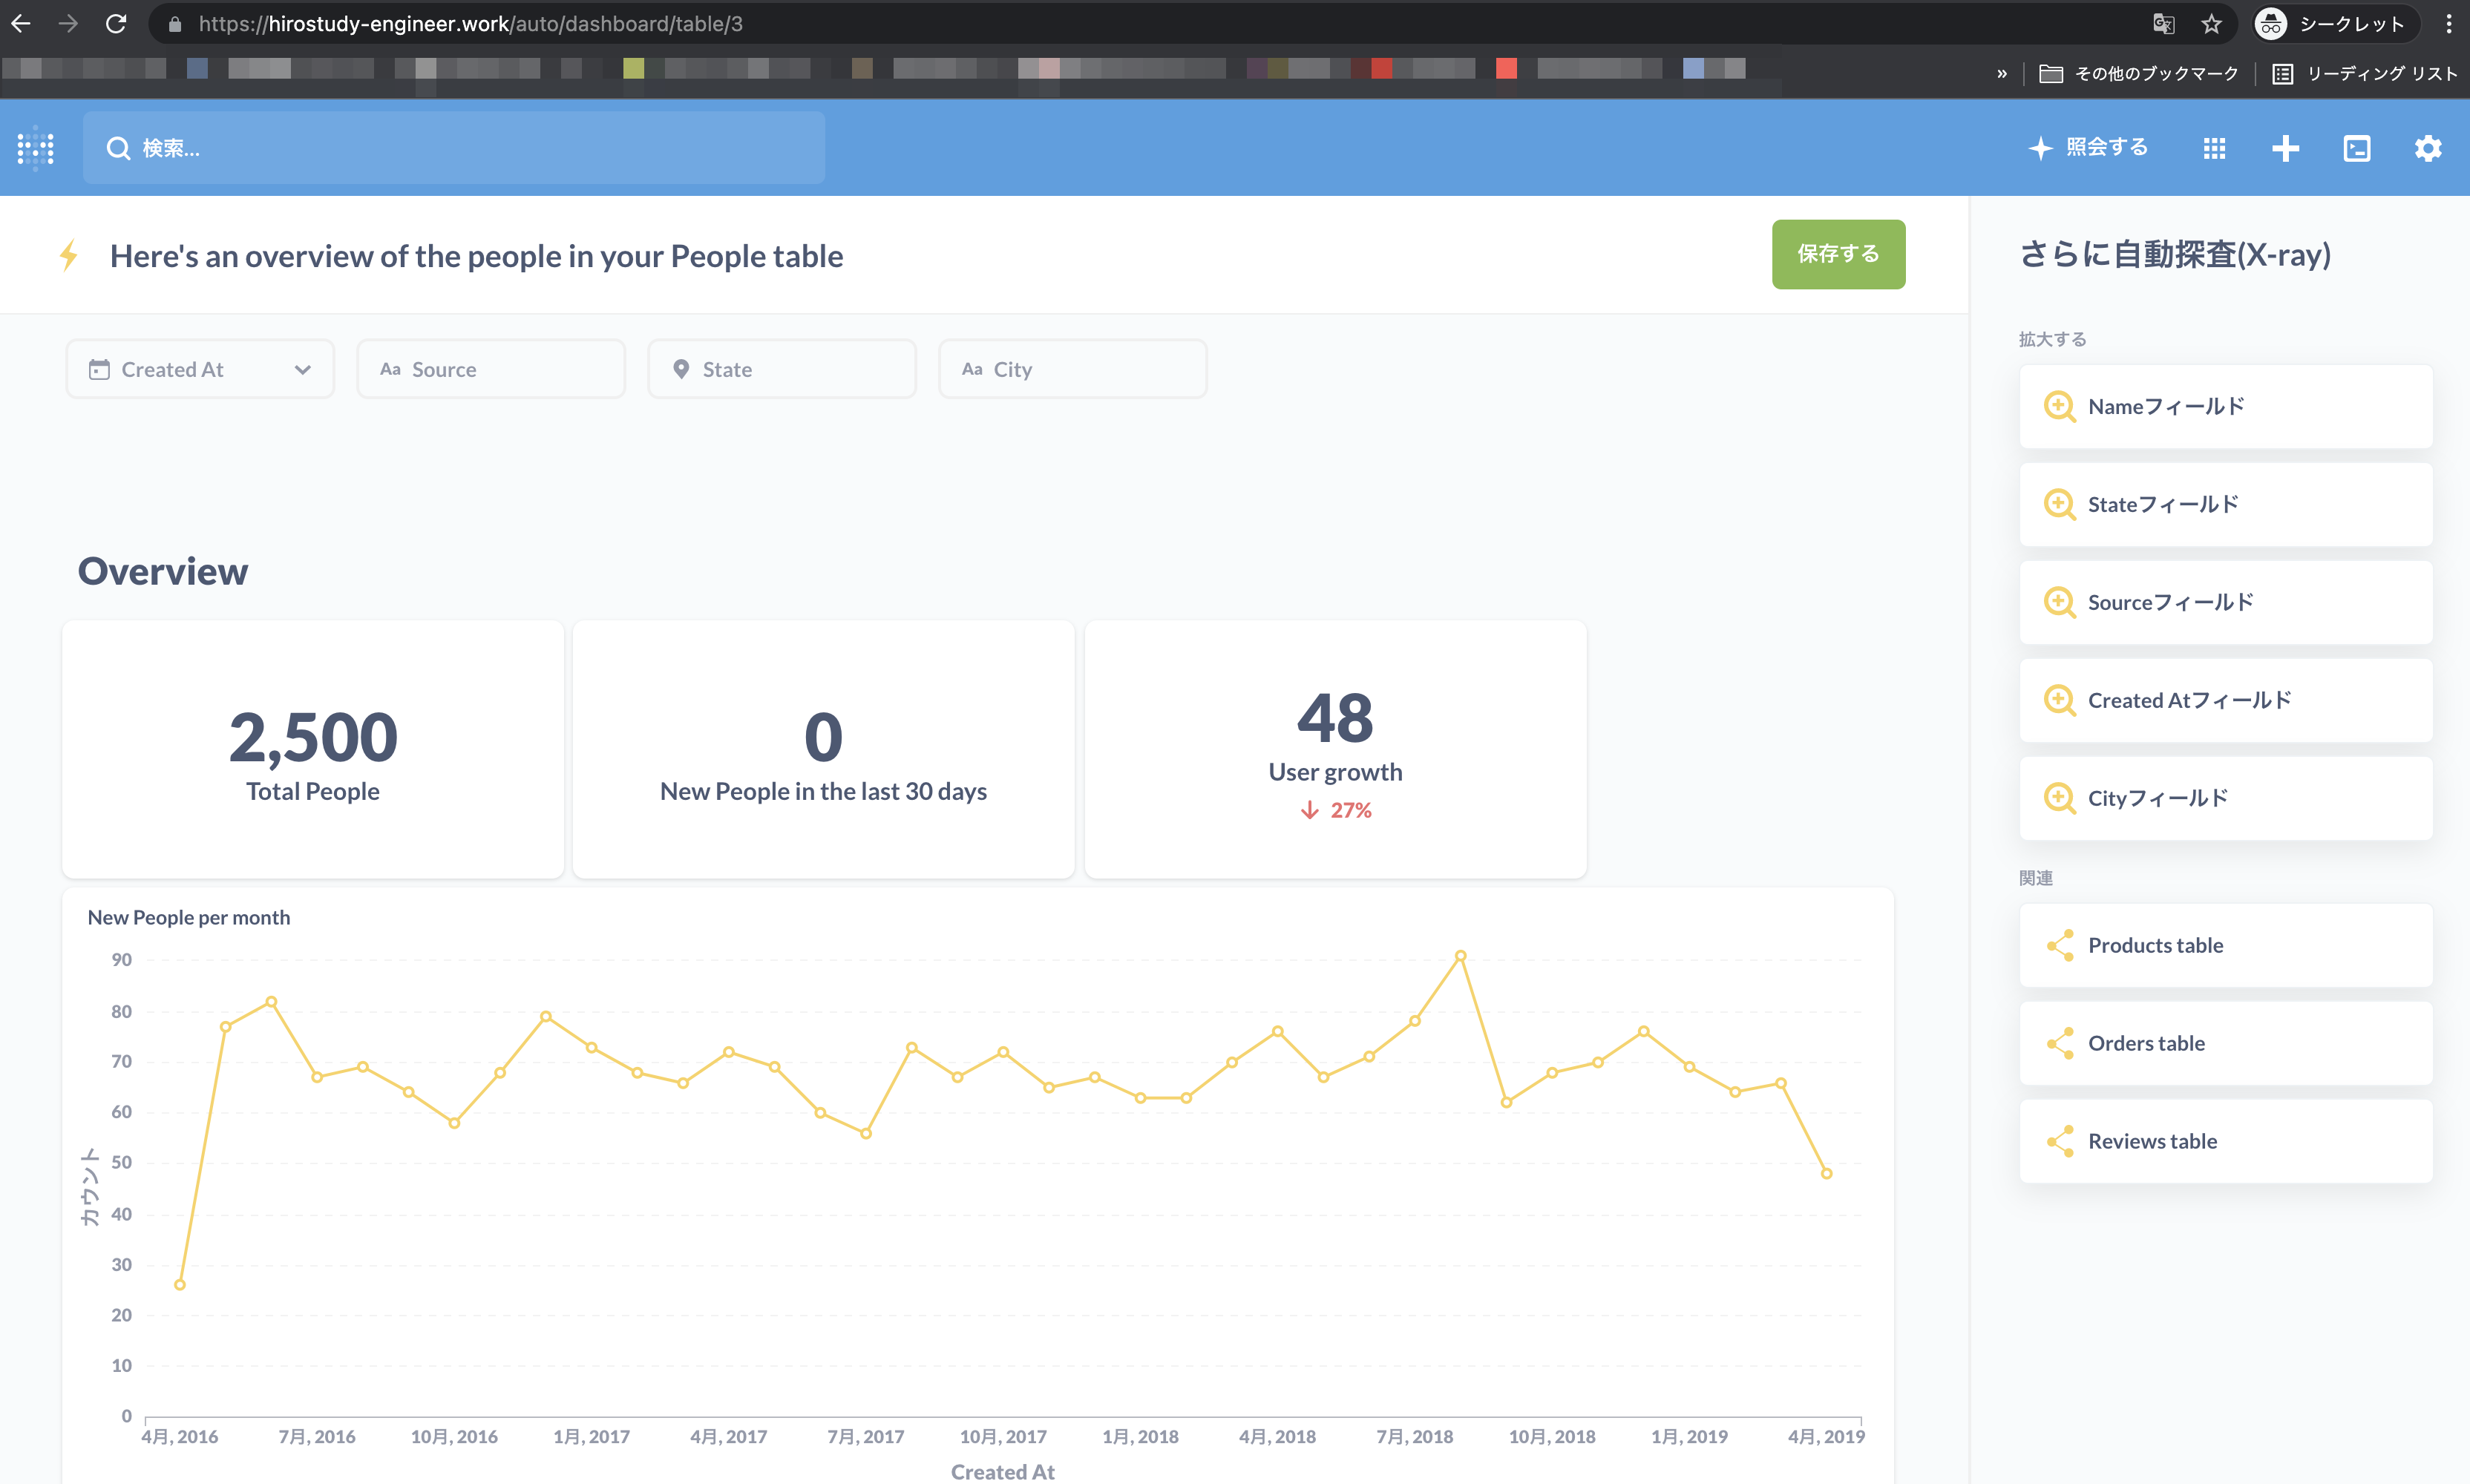 https://hirostudy-engineer.work/auto/dashboard/table/3
シークレット
»
その他のブックマーク
リーディング リスト
検索...
照会する
Here's an overview of the people in your People table
保存する
さらに自動探査(X-ray)
Created At
Aa Source
State
Aa City
拡大する
Nameフィールド
Stateフィールド
Sourceフィールド
Created Atフィールド
Cityフィールド
関連
Products table
Orders table
Reviews table
Overview
2,500
Total People
0
New People in the last 30 days
48
User growth
27%
New People per month
カウント
90
80
70
60
50
40
30
20
10
0
4月, 2016
7月, 2016
10月, 2016
1月, 2017
4月, 2017
7月, 2017
10月, 2017
1月, 2018
4月, 2018
7月, 2018
10月, 2018
1月, 2019
4月, 2019
Created At